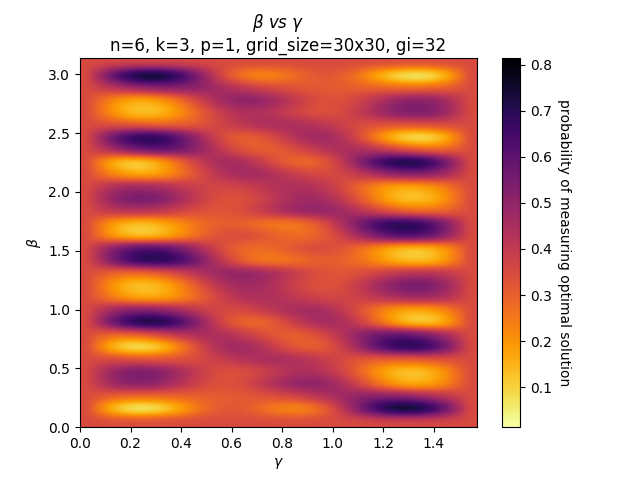 β vs γ
n=6, k=3, p=1, grid_size=30x30, gi=32
3.0
2.5
2.0
1.5
1.0
0.5
0.0
β
0.0 0.2 0.4 0.6 0.8 1.0 1.2 1.4
γ
0.8
0.7
0.6
0.5
0.4
0.3
0.2
0.1
probability of measuring optimal solution